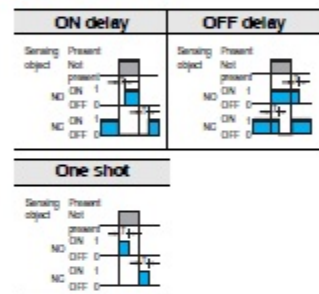 ON delay
OFF delay
Sensing object
Present
Not present
NO ON 1
OFF 0
NC ON 1
OFF 0
Sensing object
Present
Not present
NO ON 1
OFF 0
NC ON 1
OFF 0
One shot
Sensing object
Present
Not present
NO ON 1
OFF 0
NC ON 1
OFF 0